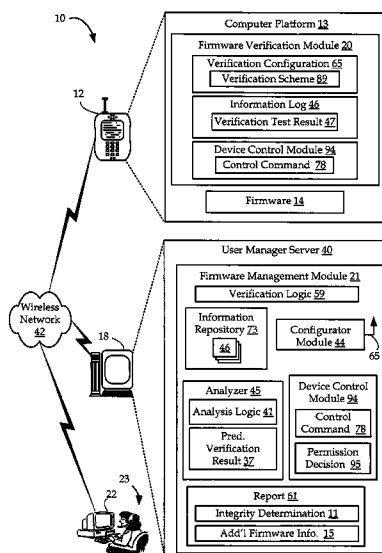 10
12
Computer Platform 13
Firmware Verification Module 20
Verification Configuration 65
Verification Scheme 89
Information Log 46
Verification Test Result 47
Device Control Module 94
Control Command 78
Firmware 14
Wireless
Network
42
18
23
22
User Manager Server 40
Firmware Management Module 21
Verification Logic 59
Information
Repository 73
46
Configurator
Module 44
65
Analyzer 45
Analysis Logic 41
Pred.
Verification
Result 37
Device Control
Module 94
Control
Command 78
Permission
Decision 95
Report 61
Integrity Determination 11
Add'l Firmware Info. 15